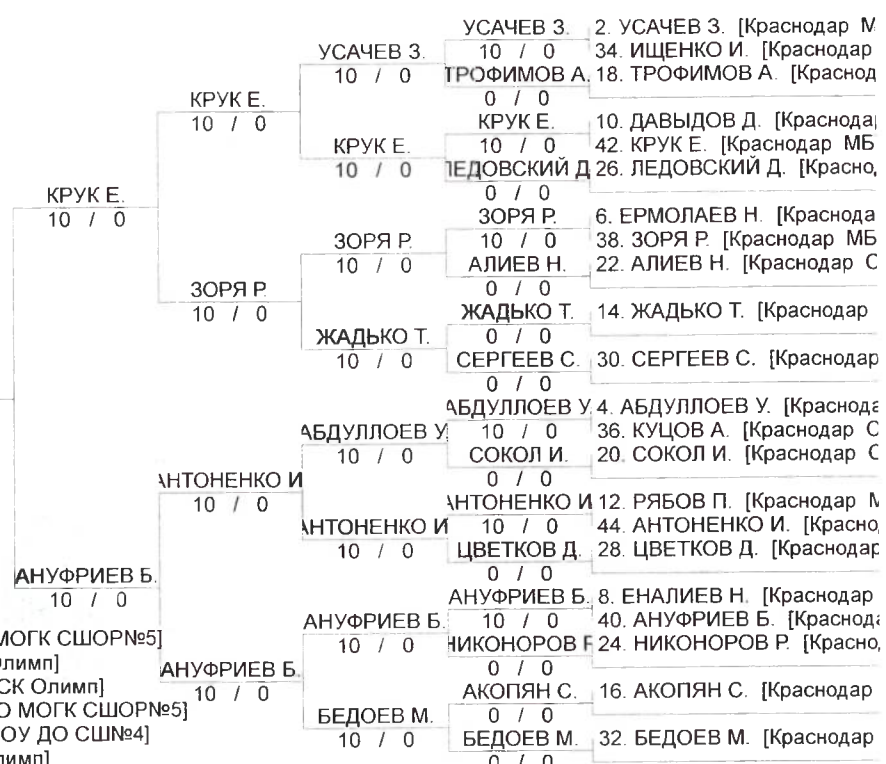 УСАЧЕВ З. 2. УСАЧЕВ З. [Краснодар М
УСАЧЕВ З. 10 / 0 34. ИЩЕНКО И. [Краснодар
10 / 0 ТРОФИМОВ А. 18. ТРОФИМОВ А. [Краснод
КРУК Е. 0 / 0
10 / 0 КРУК Е. 10. ДАВЫДОВ Д. [Краснода
КРУК Е. 10 / 0 42. КРУК Е. [Краснодар МБ
10 / 0 ЛЕДОВСКИЙ Д 26. ЛЕДОВСКИЙ Д. [Красно
КРУК Е. 0 / 0
10 / 0 ЗОРЯ Р. 6. ЕРМОЛАЕВ Н. [Краснода
ЗОРЯ Р. 10 / 0 38. ЗОРЯ Р. [Краснодар МБ
10 / 0 АЛИЕВ Н. 22. АЛИЕВ Н. [Краснодар С
ЗОРЯ Р. 0 / 0
10 / 0 ЖАДЬКО Т. 14. ЖАДЬКО Т. [Краснодар
ЖАДЬКО Т. 0 / 0
10 / 0 СЕРГЕЕВ С. 30. СЕРГЕЕВ С. [Краснодар
0 / 0
АБДУЛЛОЕВ У. 4. АБДУЛЛОЕВ У. [Краснода
АБДУЛЛОЕВ У 10 / 0 36. КУЦОВ А. [Краснодар С
10 / 0 СОКОЛ И. 20. СОКОЛ И. [Краснодар С
АНТОНЕНКО И 0 / 0
10 / 0 АНТОНЕНКО И 12. РЯБОВ П. [Краснодар М
АНТОНЕНКО И 10 / 0 44. АНТОНЕНКО И. [Красно
10 / 0 ЦВЕТКОВ Д. 28. ЦВЕТКОВ Д. [Краснодар
АНУФРИЕВ Б. 0 / 0
10 / 0 АНУФРИЕВ Б. 8. ЕНАЛИЕВ Н. [Краснодар
АНУФРИЕВ Б. 10 / 0 40. АНУФРИЕВ Б. [Краснода
10 / 0 НИКОНОРОВ Р 24. НИКОНОРОВ Р. [Красно
МОГК СШОР№5]
Олимп]
АНУФРИЕВ Б. 0 / 0
СК Олимп] 10 / 0 АКОПЯН С. 16. АКОПЯН С. [Краснодар
О МОГК СШОР№5]
БЕДОЕВ М. 0 / 0
ОУ ДО СШ№4] 10 / 0 БЕДОЕВ М. 32. БЕДОЕВ М. [Краснодар
лимп] 0 / 0